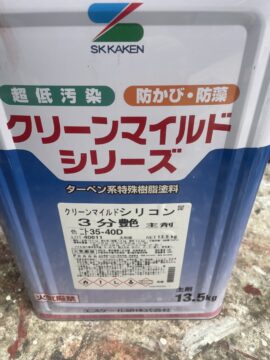 SK KAKEN
超低汚染
防かび・防藻
クリーンマイルド
シリーズ
ターペン系特殊樹脂塗料
クリーンマイルドシリコン
3分艶 主剤
35-40D
火気厳禁
主剤
13.5kg